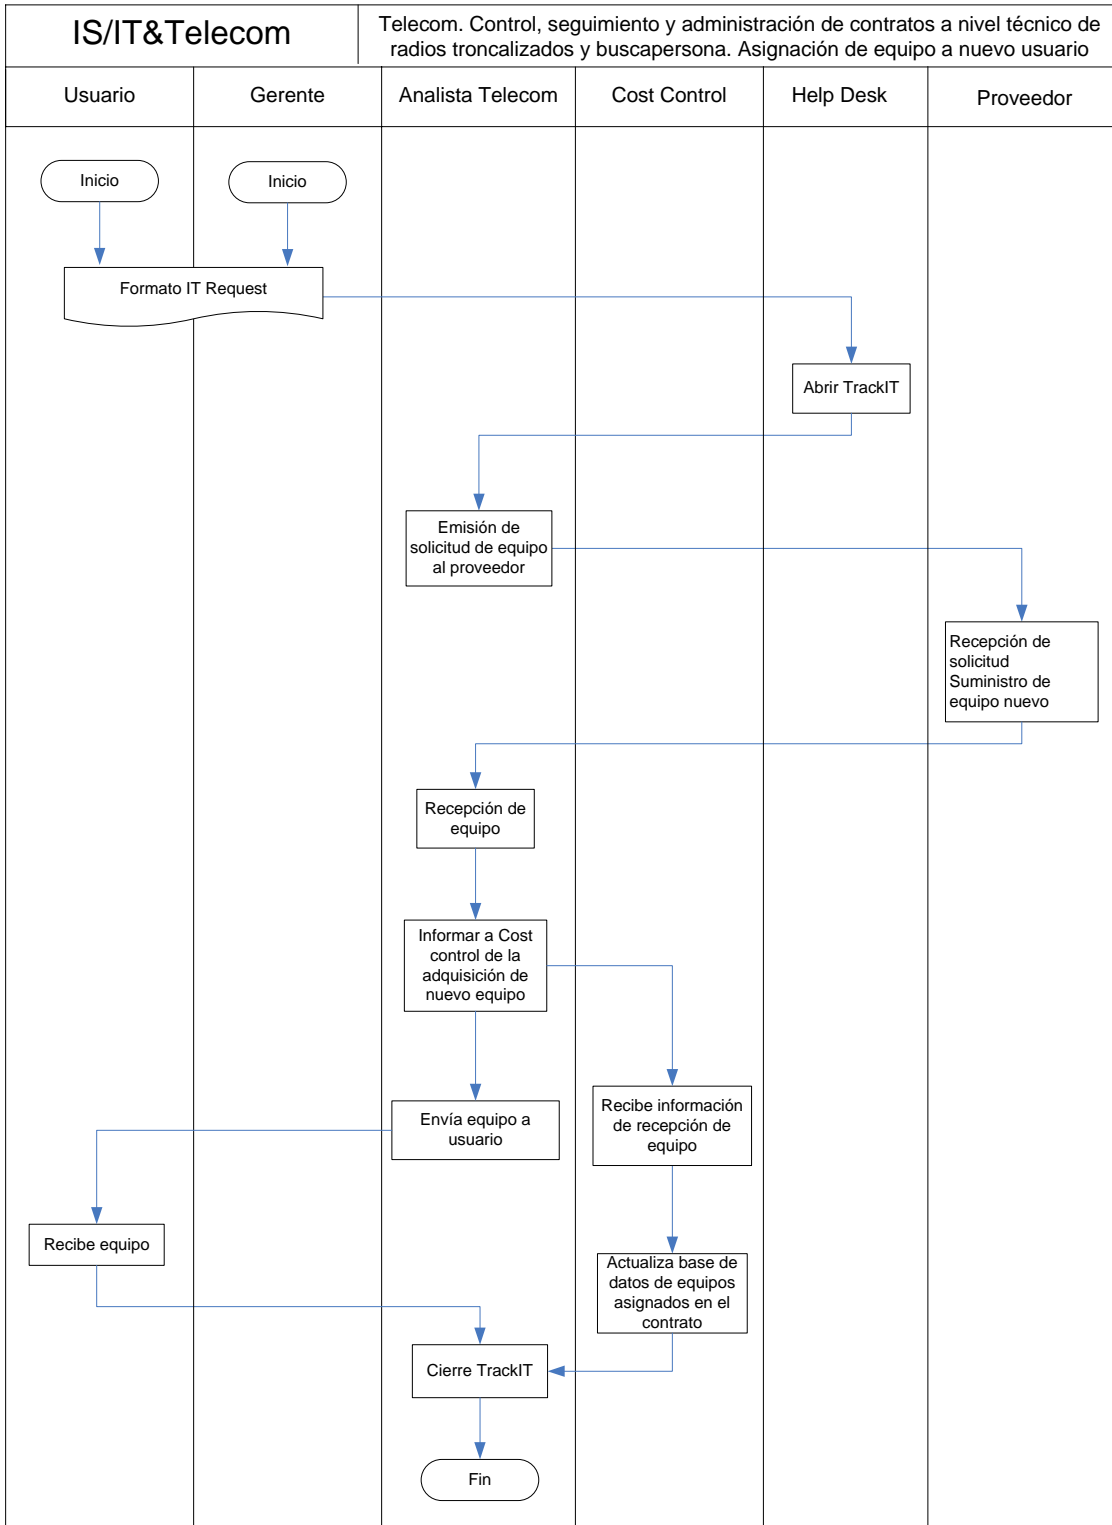 IS/IT&Telecom
Telecom. Control, seguimiento y administración de contratos a nivel técnico de
radios troncalizados y buscapersona. Asignación de equipo a nuevo usuario
Usuario
Gerente
Analista Telecom
Cost Control
Help Desk
Proveedor
Inicio
Inicio
Formato IT Request
Abrir TrackIT
Emisión de
solicitud de equipo
al proveedor
Recepción de
solicitud
Suministro de
equipo nuevo
Recepción de
equipo
Informar a Cost
control de la
adquisición de
nuevo equipo
Envía equipo a
usuario
Recibe información
de recepción de
equipo
Recibe equipo
Actualiza base de
datos de equipos
asignados en el
contrato
Cierre TrackIT
Fin